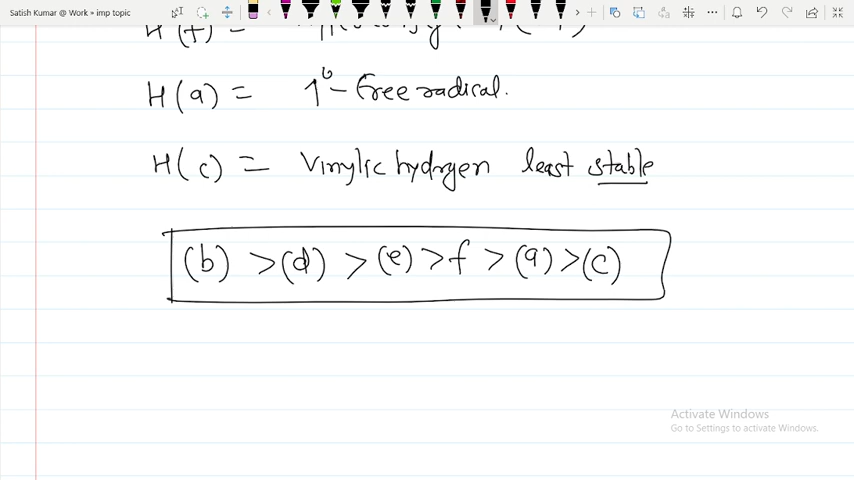 Satish Kumar @ Work » imp topic
H(f) =
H(a) = 1°- free radical.
H(c) = Vinylic hydrogen least stable
(b) > (d) > (e) > f > (a) > (c)
Activate Windows
Go to Settings to activate Windows.